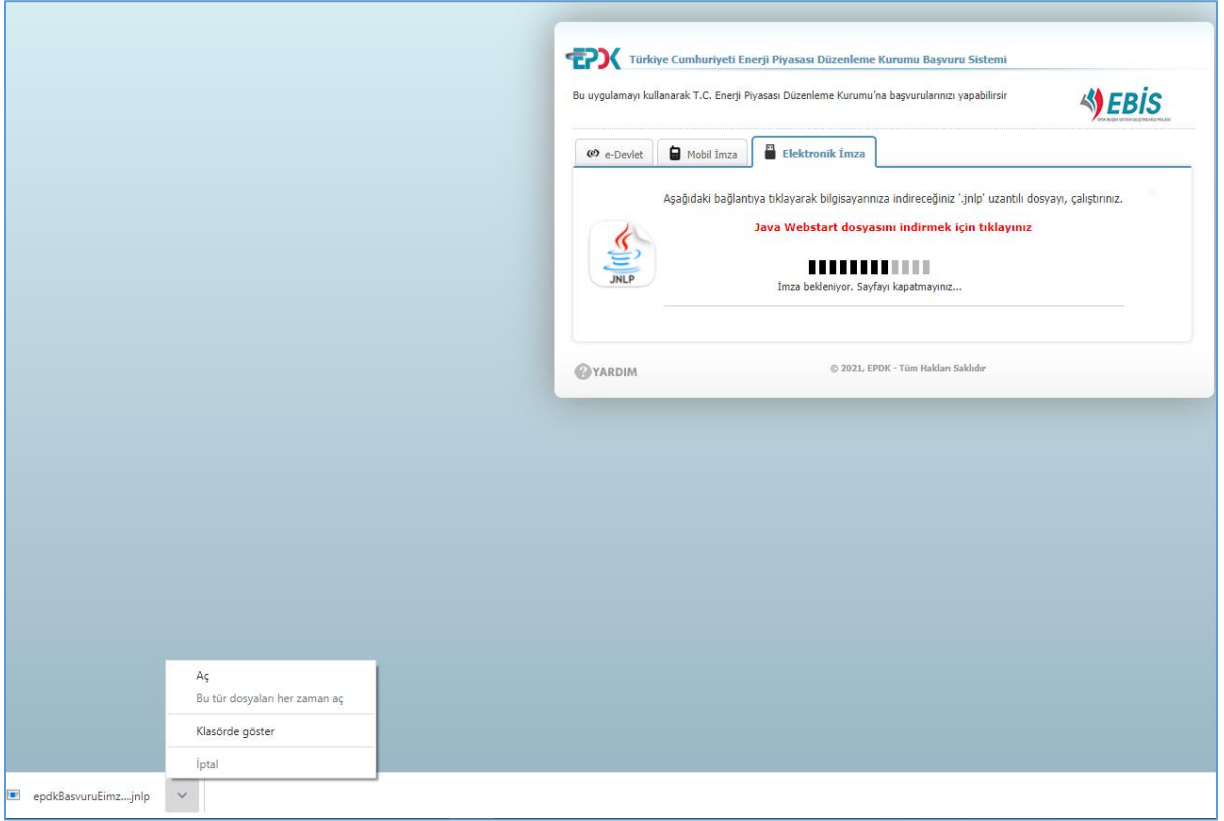 EPDK Türkiye Cumhuriyeti Enerji Piyasası Düzenleme Kurumu Başvuru Sistemi
Bu uygulamayı kullanarak T.C. Enerji Piyasası Düzenleme Kurumu'na başvurularınızı yapabilirsir
EBİS
e-Devlet Mobil İmza Elektronik İmza
Aşağıdaki bağlantıya tıklayarak bilgisayarınıza indireceğiniz '.jnlp' uzantılı dosyayı, çalıştırınız.
Java Webstart dosyasını indirmek için tıklayınız
JNLP
İmza bekleniyor. Sayfayı kapatmayınız...
?YARDIM
© 2021, EPDK - Tüm Hakları Saklıdır
Aç
Bu tür dosyaları her zaman aç
Klasörde göster
İptal
epdkBasvuruEimz....jnlp